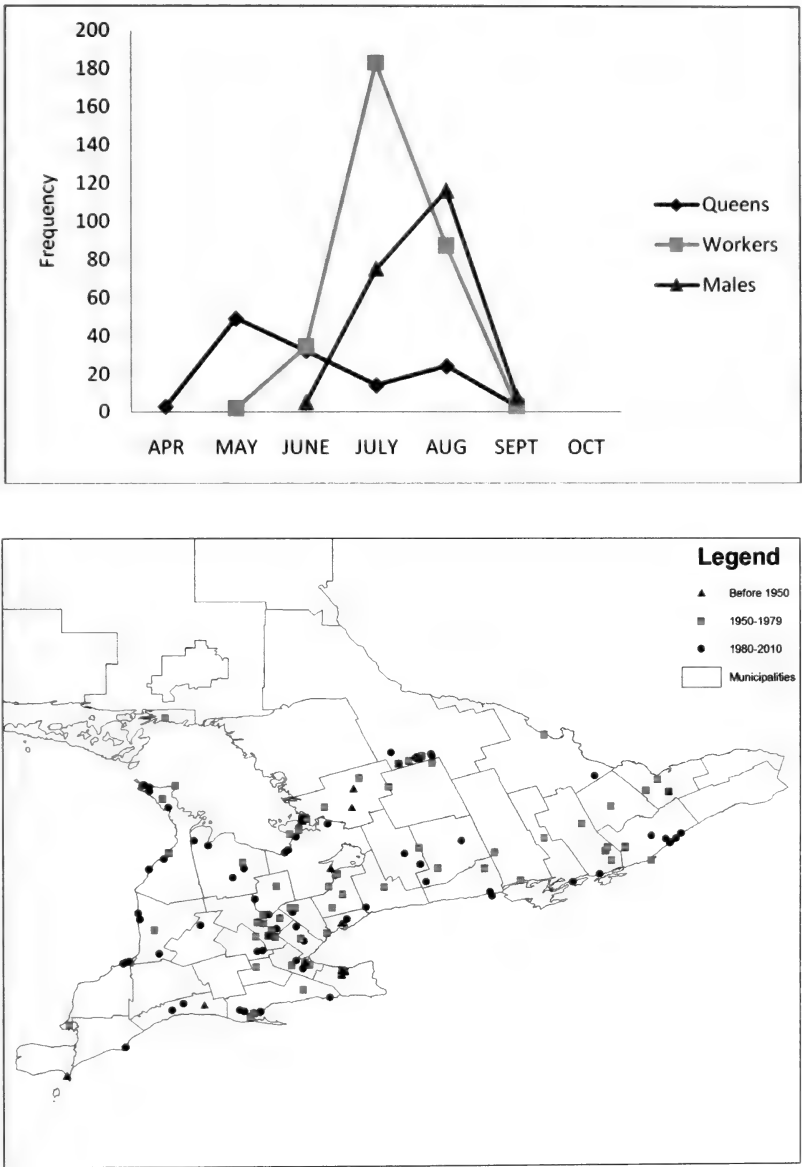 200
180
160
140
120
100
80
60
40
20
0
Frequency
APR MAY JUNE JULY AUG SEPT OCT
Queens
Workers
Males
Legend
Before 1950
1950-1979
1980-2010
Municipalities